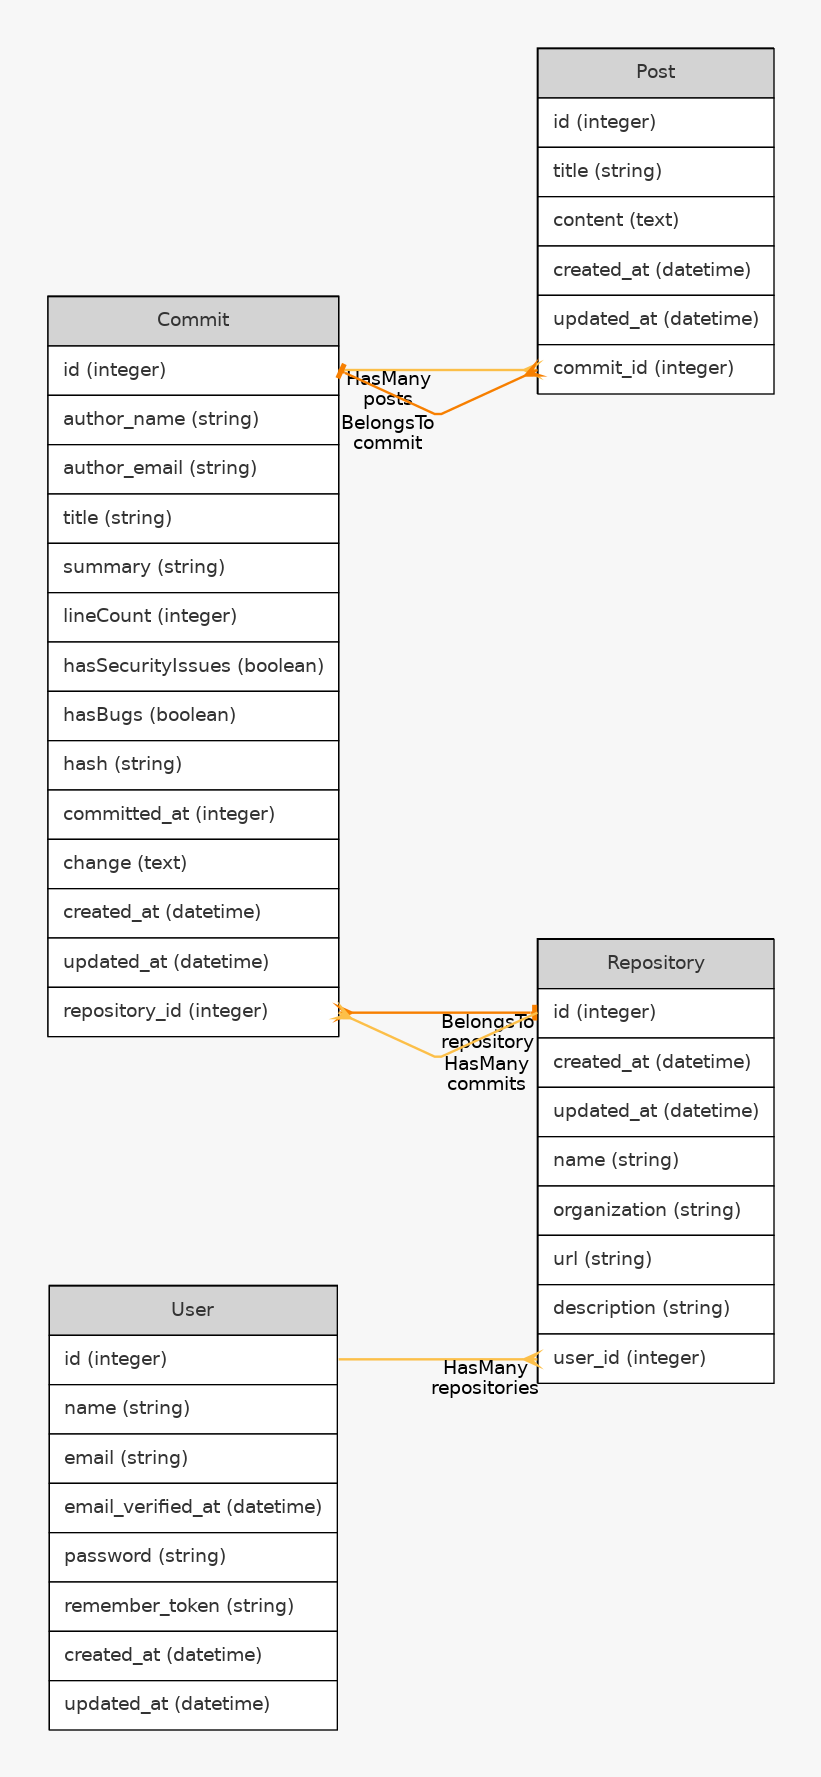 Post
id (integer)
title (string)
content (text)
created_at (datetime)
updated_at (datetime)
commit_id (integer)
Commit
id (integer)
author_name (string)
author_email (string)
title (string)
summary (string)
lineCount (integer)
hasSecurityIssues (boolean)
hasBugs (boolean)
hash (string)
committed_at (integer)
change (text)
created_at (datetime)
updated_at (datetime)
repository_id (integer)
HasMany
posts
BelongsTo
commit
Repository
id (integer)
created_at (datetime)
updated_at (datetime)
name (string)
organization (string)
url (string)
description (string)
user_id (integer)
BelongsTo
repository
HasMany
commits
User
id (integer)
name (string)
email (string)
email_verified_at (datetime)
password (string)
remember_token (string)
created_at (datetime)
updated_at (datetime)
HasMany
repositories